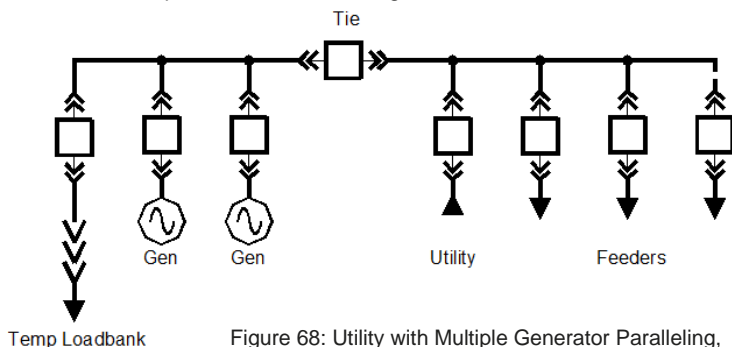 Tie
Gen Gen Utility Feeders
Temp Loadbank
Figure 68: Utility with Multiple Generator Paralleling,